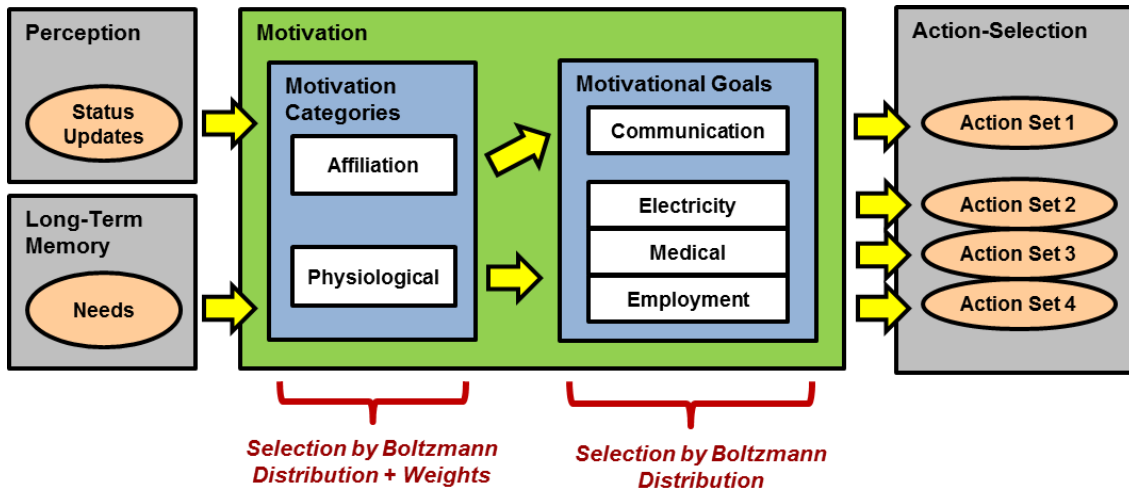 Perception
Status
Updates
Long-Term
Memory
Needs
Motivation
Motivation
Categories
Affiliation
Physiological
Motivational Goals
Communication
Electricity
Medical
Employment
Action-Selection
Action Set 1
Action Set 2
Action Set 3
Action Set 4
Selection by Boltzmann
Distribution + Weights
Selection by Boltzmann
Distribution